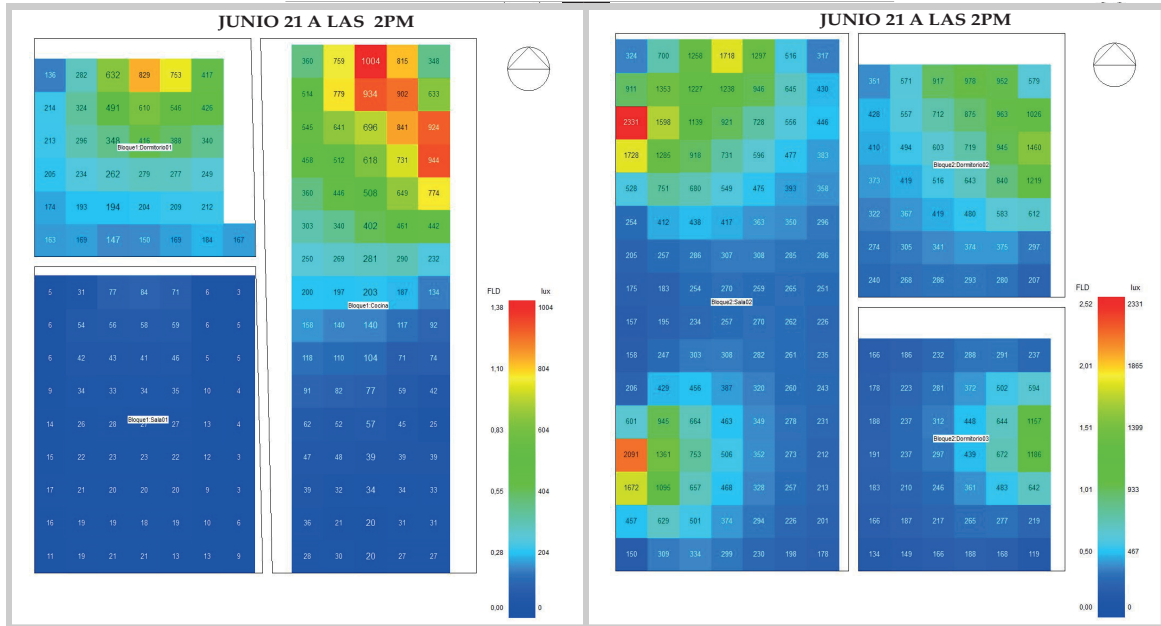 JUNIO 21 A LAS 2PM
136 282 632 829 753 417
214 324 491 610 546 426
213 296 348 415 388 340
Bloque1:Dormitorio01
205 234 262 279 277 249
174 193 194 204 209 212
163 169 147 150 169 184 167
5 31 77 84 71 6 3
6 54 56 58 59 6 5
6 42 43 41 46 5 5
9 34 33 34 35 10 4
Bloque1:Sala01
14 26 28 27 27 13 4
15 22 23 23 22 12 3
17 21 20 20 20 9 3
16 19 19 18 19 10 6
11 19 21 21 13 13 9
360 759 1004 815 348
514 779 934 902 633
545 641 696 841 924
458 512 618 731 944
360 446 508 649 774
303 340 402 461 442
250 269 281 290 232
200 197 203 187 134
Bloque1:Cocina
158 140 140 117 92
118 110 104 71 74
91 82 77 59 42
62 52 57 45 25
47 48 39 39 39
39 32 34 34 33
36 21 20 31 31
28 30 20 27 27
FLD lux
1,38 1004
1,10 804
0,83 604
0,55 404
0,28 204
0,00 0
JUNIO 21 A LAS 2PM
324 700 1258 1718 1297 516 317
911 1353 1227 1238 946 645 430
2331 1598 1139 921 728 556 446
1728 1285 918 731 596 477 383
528 751 680 549 475 393 358
254 412 438 417 363 350 296
205 257 286 307 308 285 286
175 183 254 270 259 265 251
Bloque2:Sala02
157 195 234 257 270 262 226
158 247 303 308 282 261 235
206 429 456 387 320 260 243
601 945 664 463 349 278 231
2091 1361 753 506 352 273 212
1672 1095 657 468 328 257 213
457 629 501 374 294 226 201
150 309 334 299 230 198 178
351 571 917 978 952 579
428 557 712 875 963 1026
410 494 603 719 945 1460
Bloque2:Dormitorio02
373 419 516 643 840 1219
322 367 419 480 583 612
274 305 341 374 375 297
240 268 286 293 280 207
166 186 232 288 291 237
178 223 281 372 502 594
188 237 312 448 644 1157
Bloque2:Dormitorio03
191 237 297 439 672 1186
183 210 246 361 483 642
166 187 217 265 277 219
134 149 166 188 168 119
FLD lux
2,52 2331
2,01 1865
1,51 1399
1,01 933
0,50 467
0,00 0